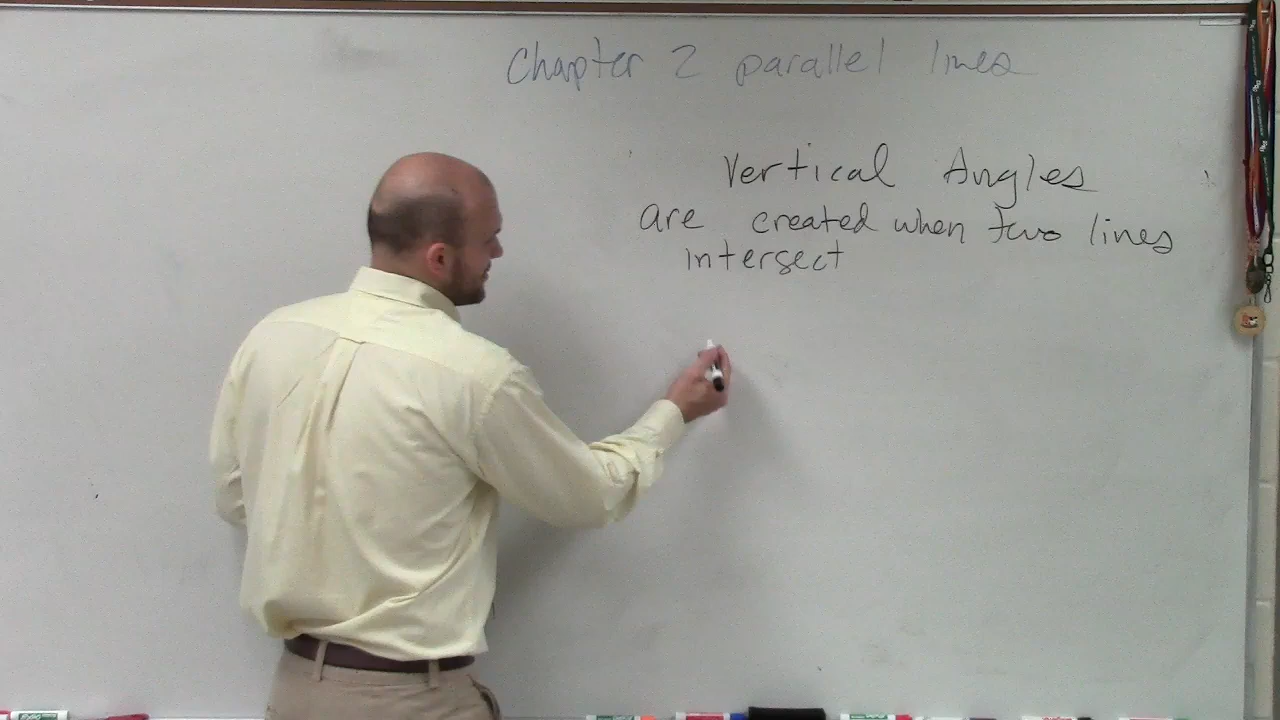 Chapter 2 parallel lines
Vertical Angles
are created when two lines
intersect